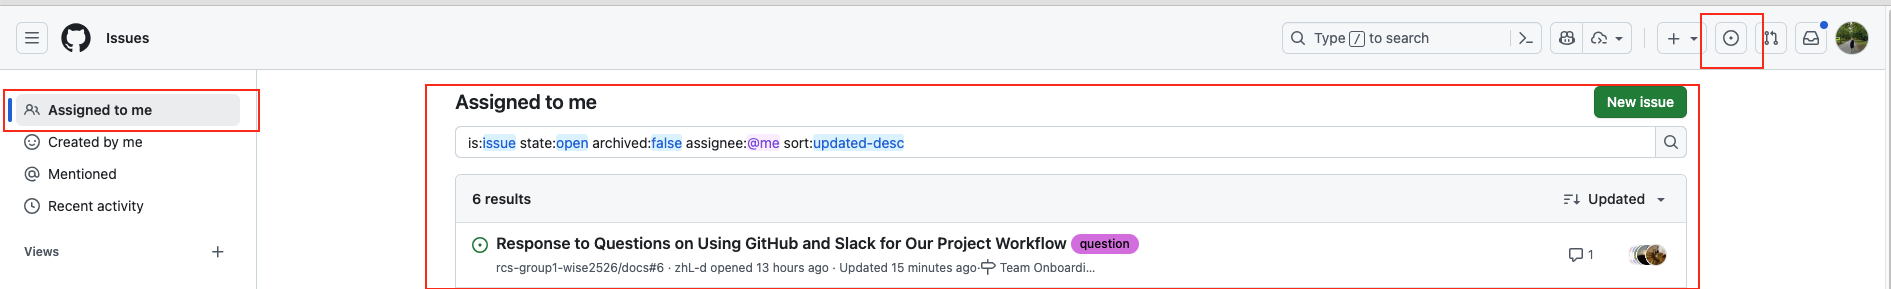 Issues
Type / to search
Assigned to me
Created by me
Mentioned
Recent activity
Views
Assigned to me
New issue
is:issue state:open archived:false assignee:@me sort:updated-desc
6 results
Updated
Response to Questions on Using GitHub and Slack for Our Project Workflow question
rcs-group1-wise2526/docs#6 · zhL-d opened 13 hours ago · Updated 15 minutes ago · Team Onboardi...
1